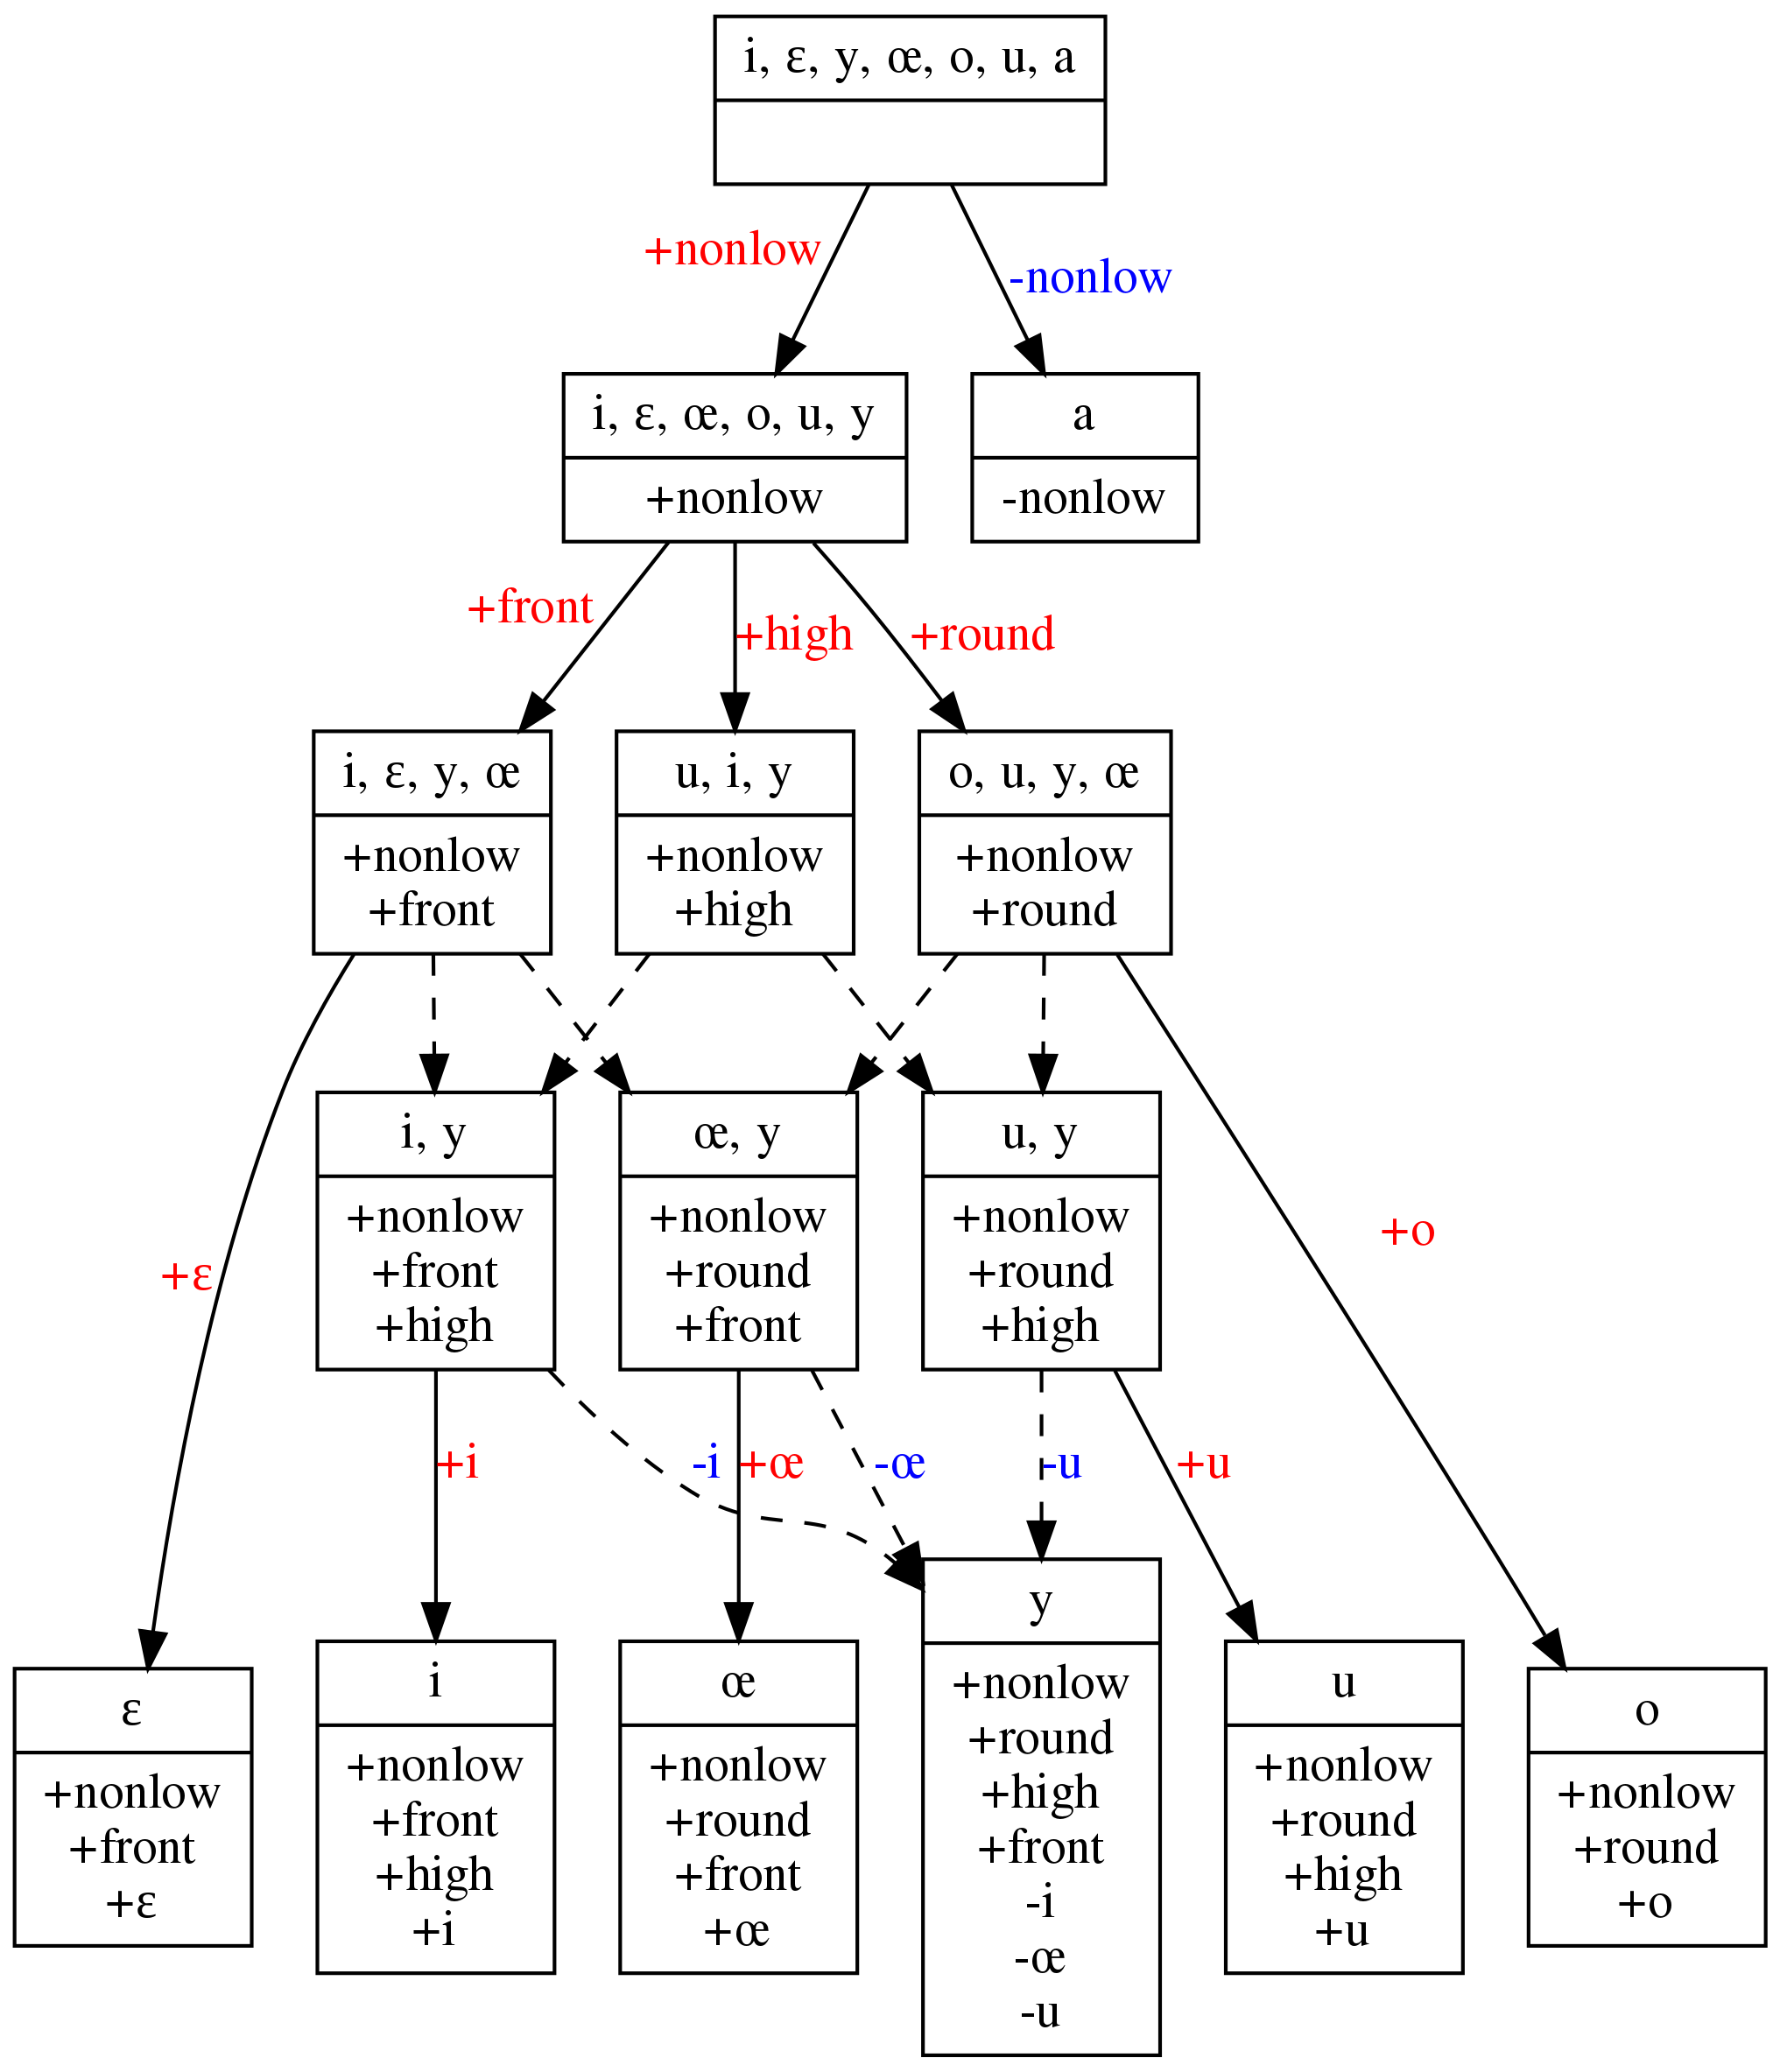 i, ε, y, œ, o, u, a
+nonlow
-nonlow
i, ε, œ, o, u, y
+nonlow
a
-nonlow
+front
+high
+round
i, ε, y, œ
+nonlow
+front
u, i, y
+nonlow
+high
o, u, y, œ
+nonlow
+round
i, y
+nonlow
+front
+high
œ, y
+nonlow
+round
+front
u, y
+nonlow
+round
+high
+ε
+o
+i
-i
+œ
-œ
-u
+u
ε
+nonlow
+front
+ε
i
+nonlow
+front
+high
+i
œ
+nonlow
+round
+front
+œ
y
+nonlow
+round
+high
+front
-i
-œ
-u
u
+nonlow
+round
+high
+u
o
+nonlow
+round
+o